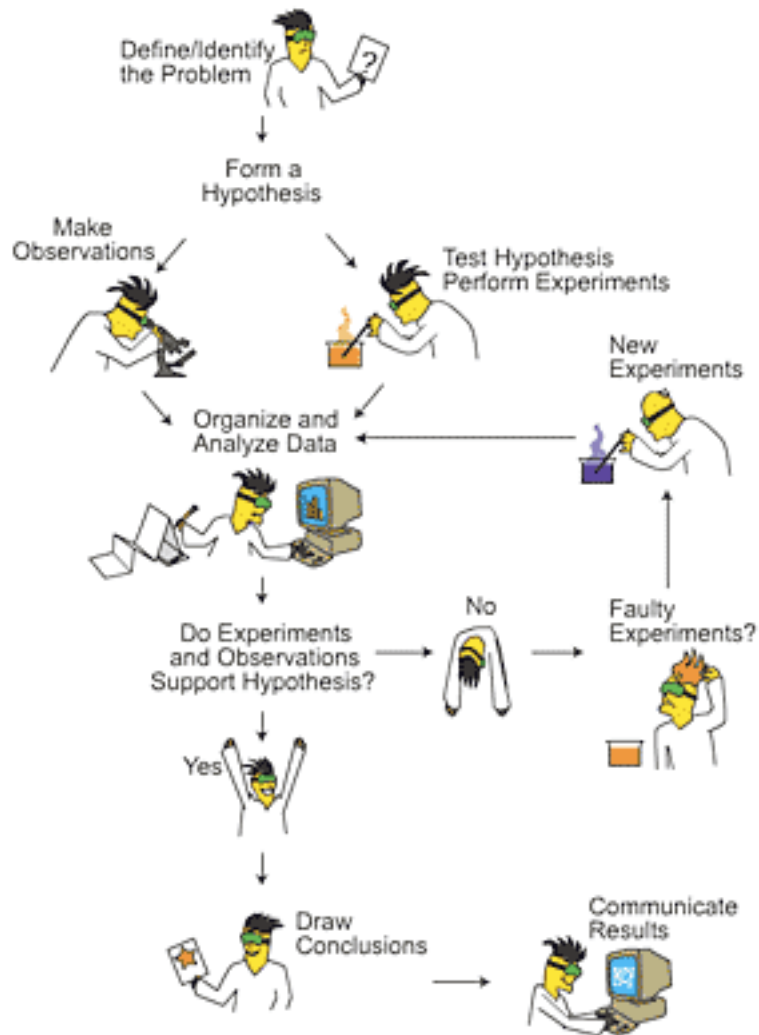 Define/Identify
the Problem
?
Form a
Hypothesis
Make
Observations
Test Hypothesis
Perform Experiments
New
Experiments
Organize and
Analyze Data
No
Faulty
Experiments?
Do Experiments
and Observations
Support Hypothesis?
Yes
Draw
Conclusions
Communicate
Results